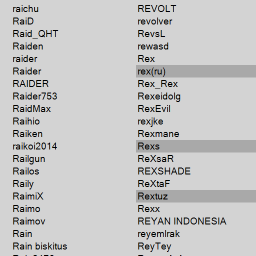 raichu
RaiD
Raid_QHT
Raiden
raider
Raider
RAIDER
Raider753
RaidMax
Raihio
Raiken
raikoi2014
Railgun
Railos
Raily
RaimiX
Raimo
Raimov
Rain
Rain biskitus
REVOLT
revolver
RevsL
rewasd
Rex
rex(ru)
Rex_Rex
Rexeidolg
RexEvil
rexjke
Rexmane
Rexs
ReXsaR
REXSHADE
ReXtaF
Rextuz
Rexx
REYAN INDONESIA
reyemlrak
ReyTey